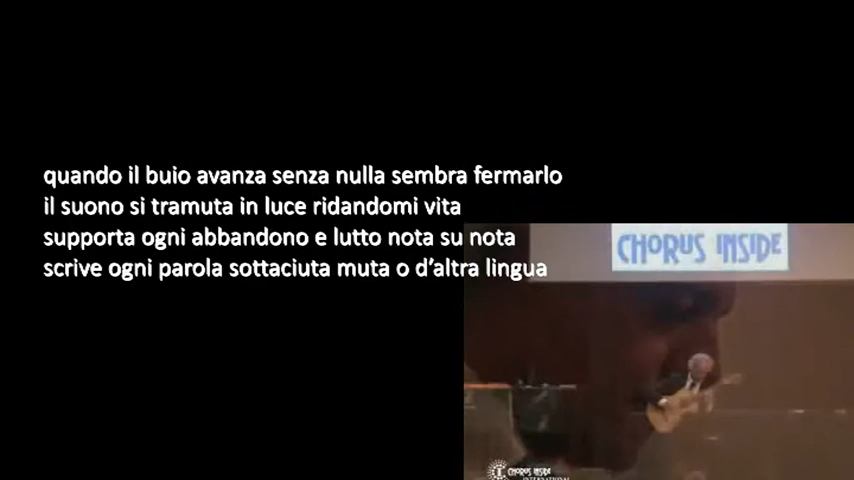 quando il buio avanza senza nulla sembra fermarlo
il suono si tramuta in luce ridandomi vita
supporta ogni abbandono e lutto nota su nota
scrive ogni parola sottaciuta muta o d'altra lingua
CHORUS INSIDE
CHORUS INSIDE
INTERNATIONAL